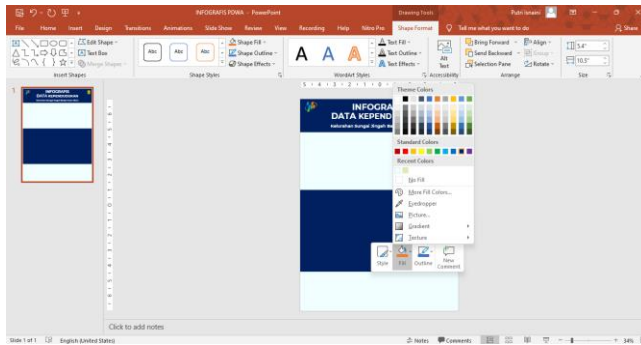 INFOGRAFIS POWA - PowerPoint
Drawing Tools
Putri Isnaini
File Home Insert Design Transitions Animations Slide Show Review View Recording Help Nitro Pro Shape Format Tell me what you want to do Share
Edit Shape
Text Box
Merge Shapes
Insert Shapes
Abc Abc Abc
Shape Fill
Shape Outline
Shape Effects
Shape Styles
A A A
Text Fill
Text Outline
Text Effects
WordArt Styles
Alt
Text
Accessibility
Bring Forward
Send Backward
Selection Pane
Align
Group
Rotate
Arrange
5.4"
10.3"
Size
1
INFOGRAFIS
DATA KEPENDUDUKAN
INFOGRA
DATA KEPEND
Kelurahan Sungai Jingah
Theme Colors
Standard Colors
Recent Colors
No Fill
More Fill Colors...
Eyedropper
Picture...
Gradient
Texture
Style Fill Outline New
Comment
Click to add notes
Slide 1 of 1 English (United States) Notes Comments 34%